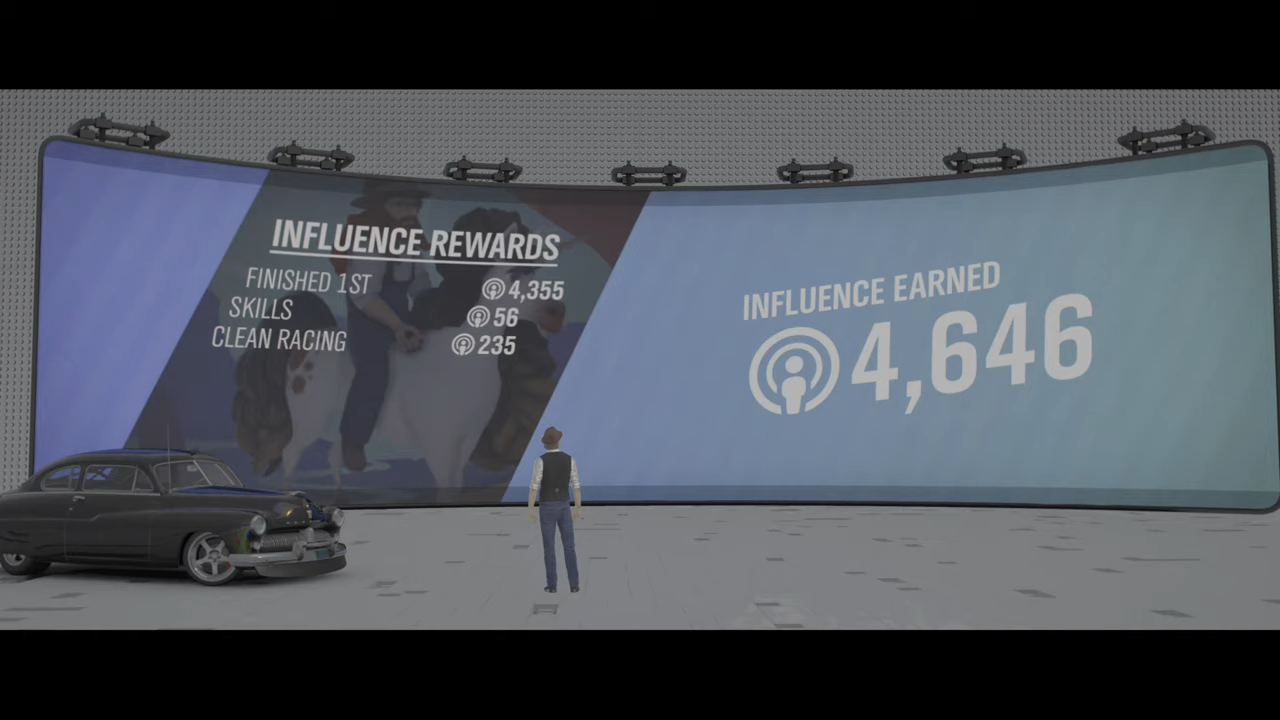 INFLUENCE REWARDS
FINISHED 1ST 4,355
SKILLS 56
CLEAN RACING 235
INFLUENCE EARNED
4,646